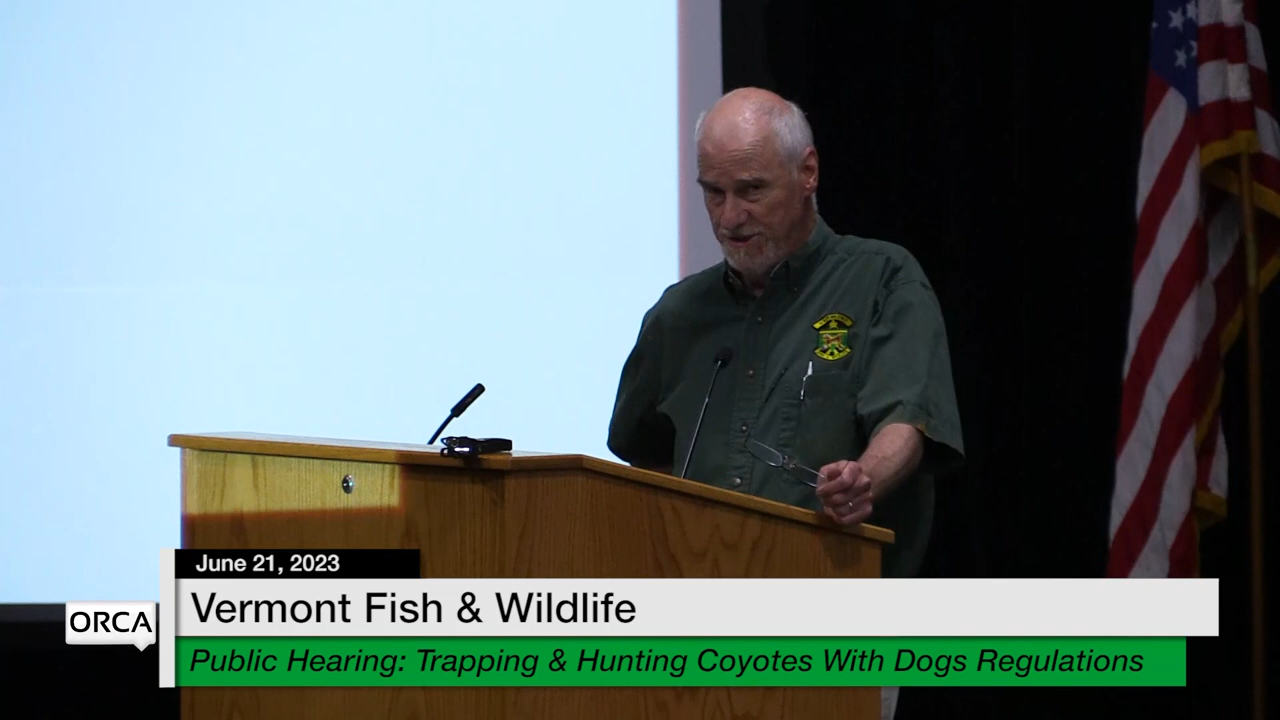 June 21, 2023
Vermont Fish & Wildlife
ORCA
Public Hearing: Trapping & Hunting Coyotes With Dogs Regulations